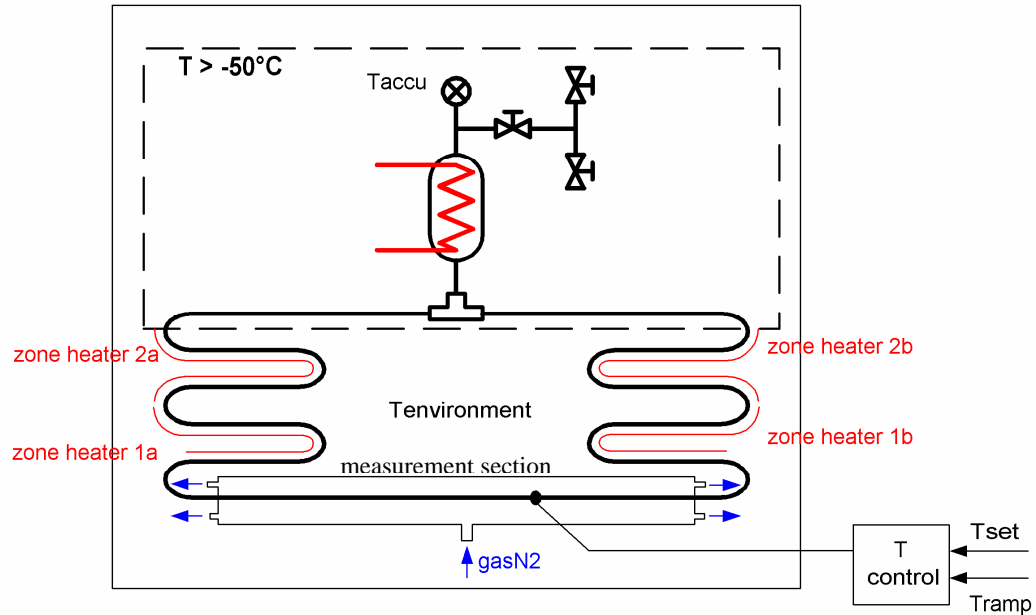 T > -50°C
Taccu
zone heater 2a
zone heater 2b
Tenvironment
zone heater 1a
zone heater 1b
measurement section
gasN2
T
control
Tset
Tramp